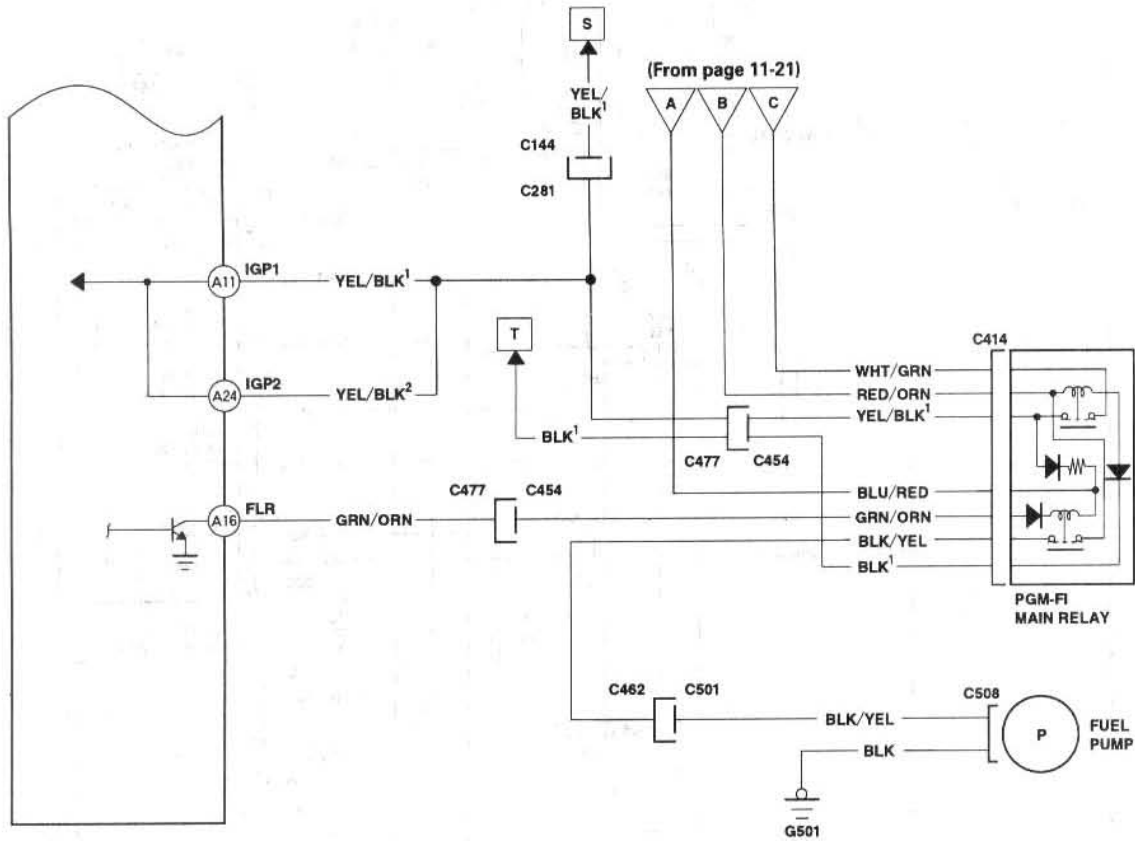 S
(From page 11-21)
YEL/
BLK¹
A
B
C
C144
C281
A11
IGP1
YEL/BLK¹
T
C414
WHT/GRN
A24
IGP2
YEL/BLK²
RED/ORN
YEL/BLK¹
BLK¹
C477
C454
BLU/RED
C477
C454
A16
FLR
GRN/ORN
GRN/ORN
BLK/YEL
BLK¹
PGM-FI
MAIN RELAY
C462
C501
C508
BLK/YEL
P
FUEL
PUMP
BLK
G501